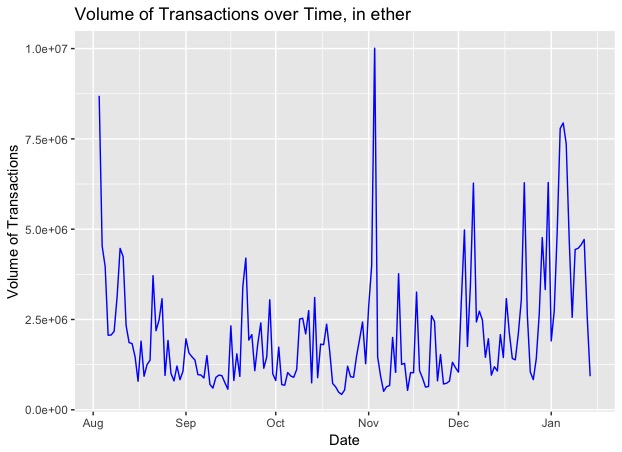 Volume of Transactions over Time, in ether
1.0e+07
7.5e+06
5.0e+06
2.5e+06
0.0e+00
Volume of Transactions
Aug Sep Oct Nov Dec Jan
Date